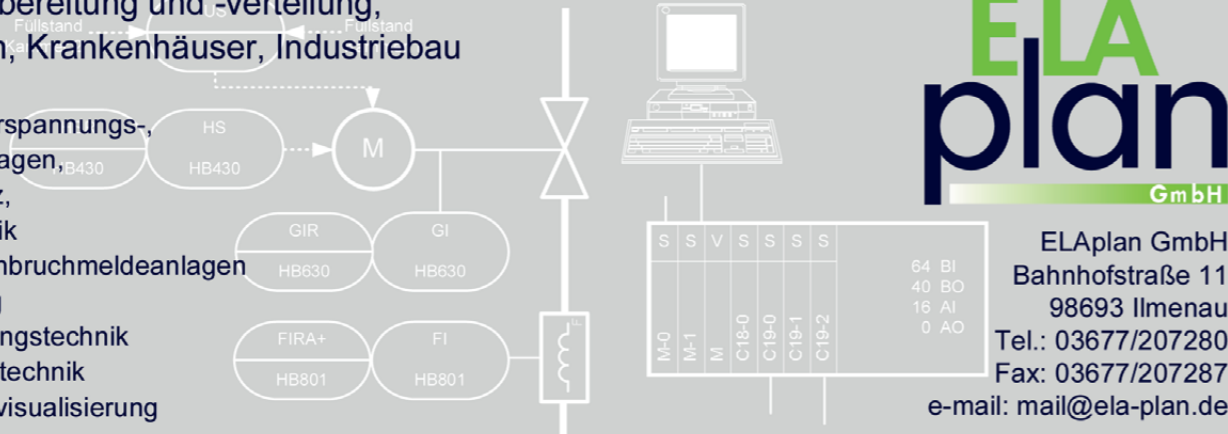 bereitung und -verteilung,
Krankenhäuser, Industriebau
Füllstand
Füllstand
rspannungs-,
agen,
z,
ik
nbruchmeldeanlagen
g
ngstechnik
technik
visualisierung
HS
HB430
HB430
M
GIR
GI
HB630
HB630
FIRA+
FI
HB801
HB801
F
S S V S S S S
M-0
M-1
M
C18-0
C19-0
C19-1
C19-2
64 BI
40 BO
16 AI
0 AO
ELA
plan
GmbH
ELAplan GmbH
Bahnhofstraße 11
98693 Ilmenau
Tel.: 03677/207280
Fax: 03677/207287
e-mail: mail@ela-plan.de